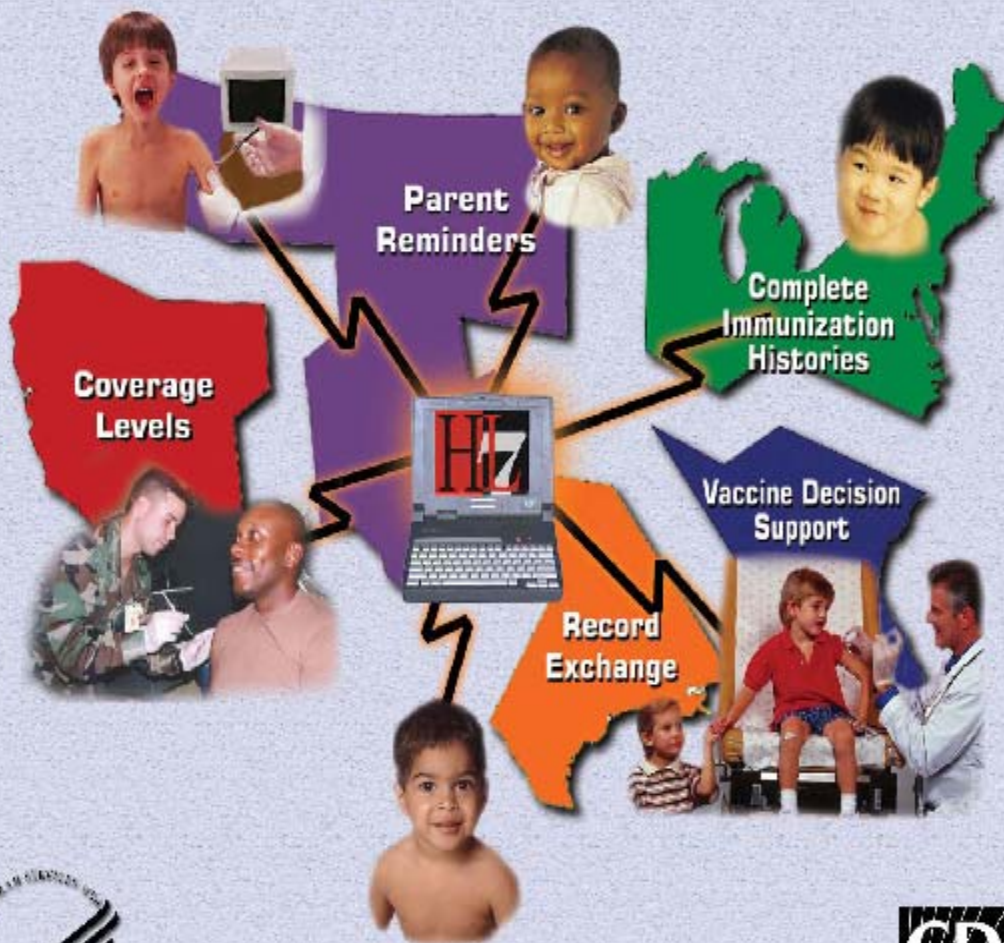 Parent
Reminders
Complete
Immunization
Histories
Coverage
Levels
HL7
Vaccine Decision
Support
Record
Exchange